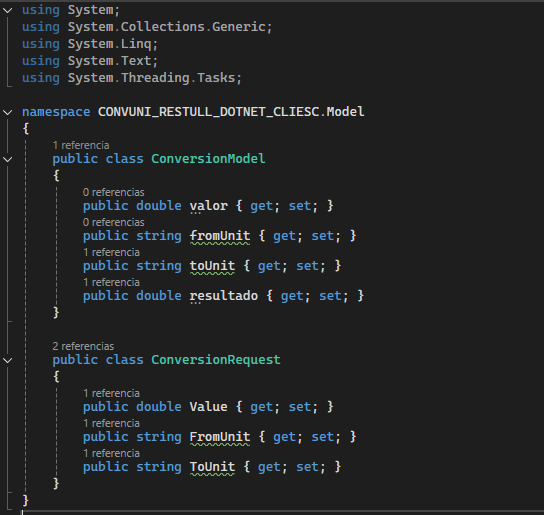 using System;
using System.Collections.Generic;
using System.Linq;
using System.Text;
using System.Threading.Tasks;
namespace CONVUNI_RESTULL_DOTNET_CLIESC.Model
{
1 referencia
public class ConversionModel
{
0 referencias
public double valor { get; set; }
0 referencias
public string fromUnit { get; set; }
1 referencia
public string toUnit { get; set; }
1 referencia
public double resultado { get; set; }
}
2 referencias
public class ConversionRequest
{
1 referencia
public double Value { get; set; }
1 referencia
public string FromUnit { get; set; }
1 referencia
public string ToUnit { get; set; }
}
}